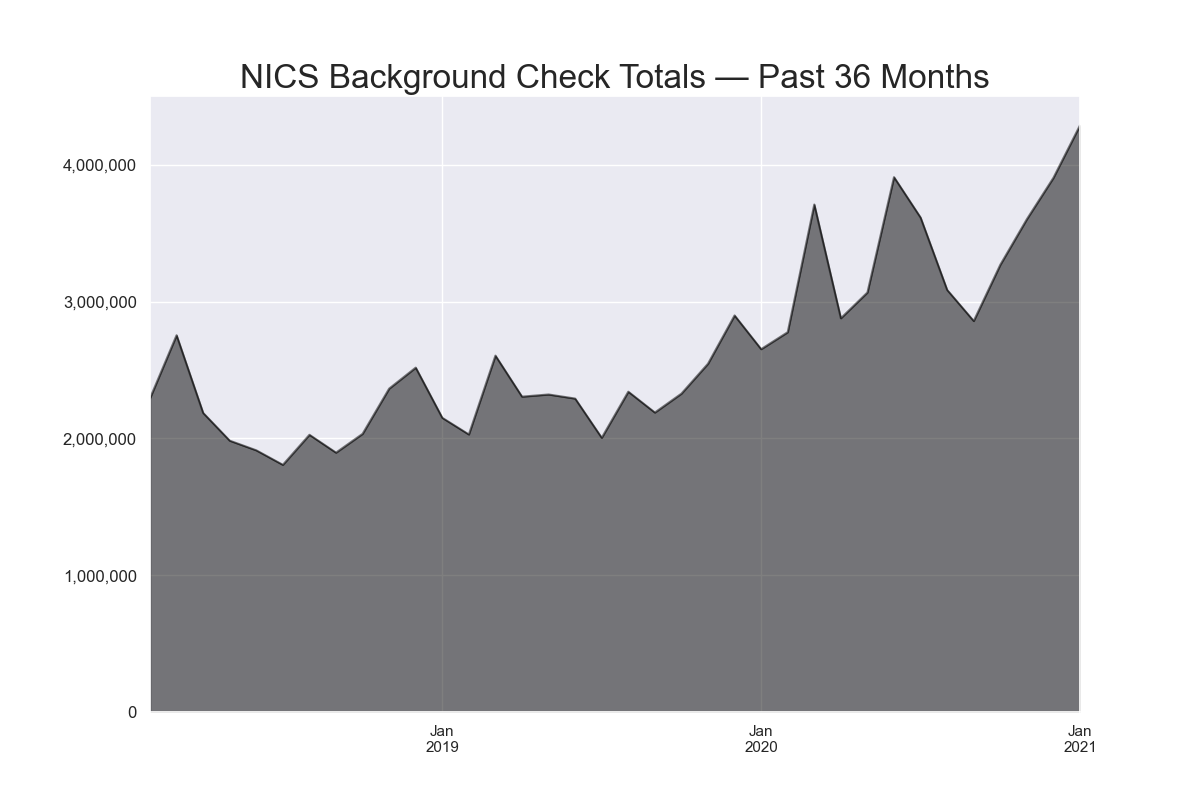 NICS Background Check Totals — Past 36 Months
4,000,000
3,000,000
2,000,000
1,000,000
0
Jan
2019
Jan
2020
Jan
2021